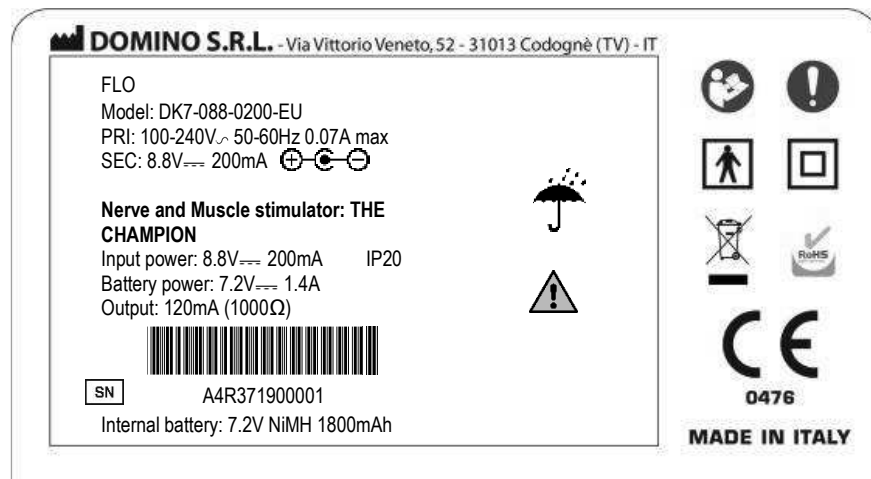 DOMINO S.R.L. - Via Vittorio Veneto, 52 - 31013 Codognè (TV) - IT
FLO
Model: DK7-088-0200-EU
PRI: 100-240V~ 50-60Hz 0.07A max
SEC: 8.8V⎓ 200mA
Nerve and Muscle stimulator: THE
CHAMPION
Input power: 8.8V⎓ 200mA IP20
Battery power: 7.2V⎓ 1.4A
Output: 120mA (1000Ω)
SN A4R371900001
Internal battery: 7.2V NiMH 1800mAh
RoHS
CE
0476
MADE IN ITALY